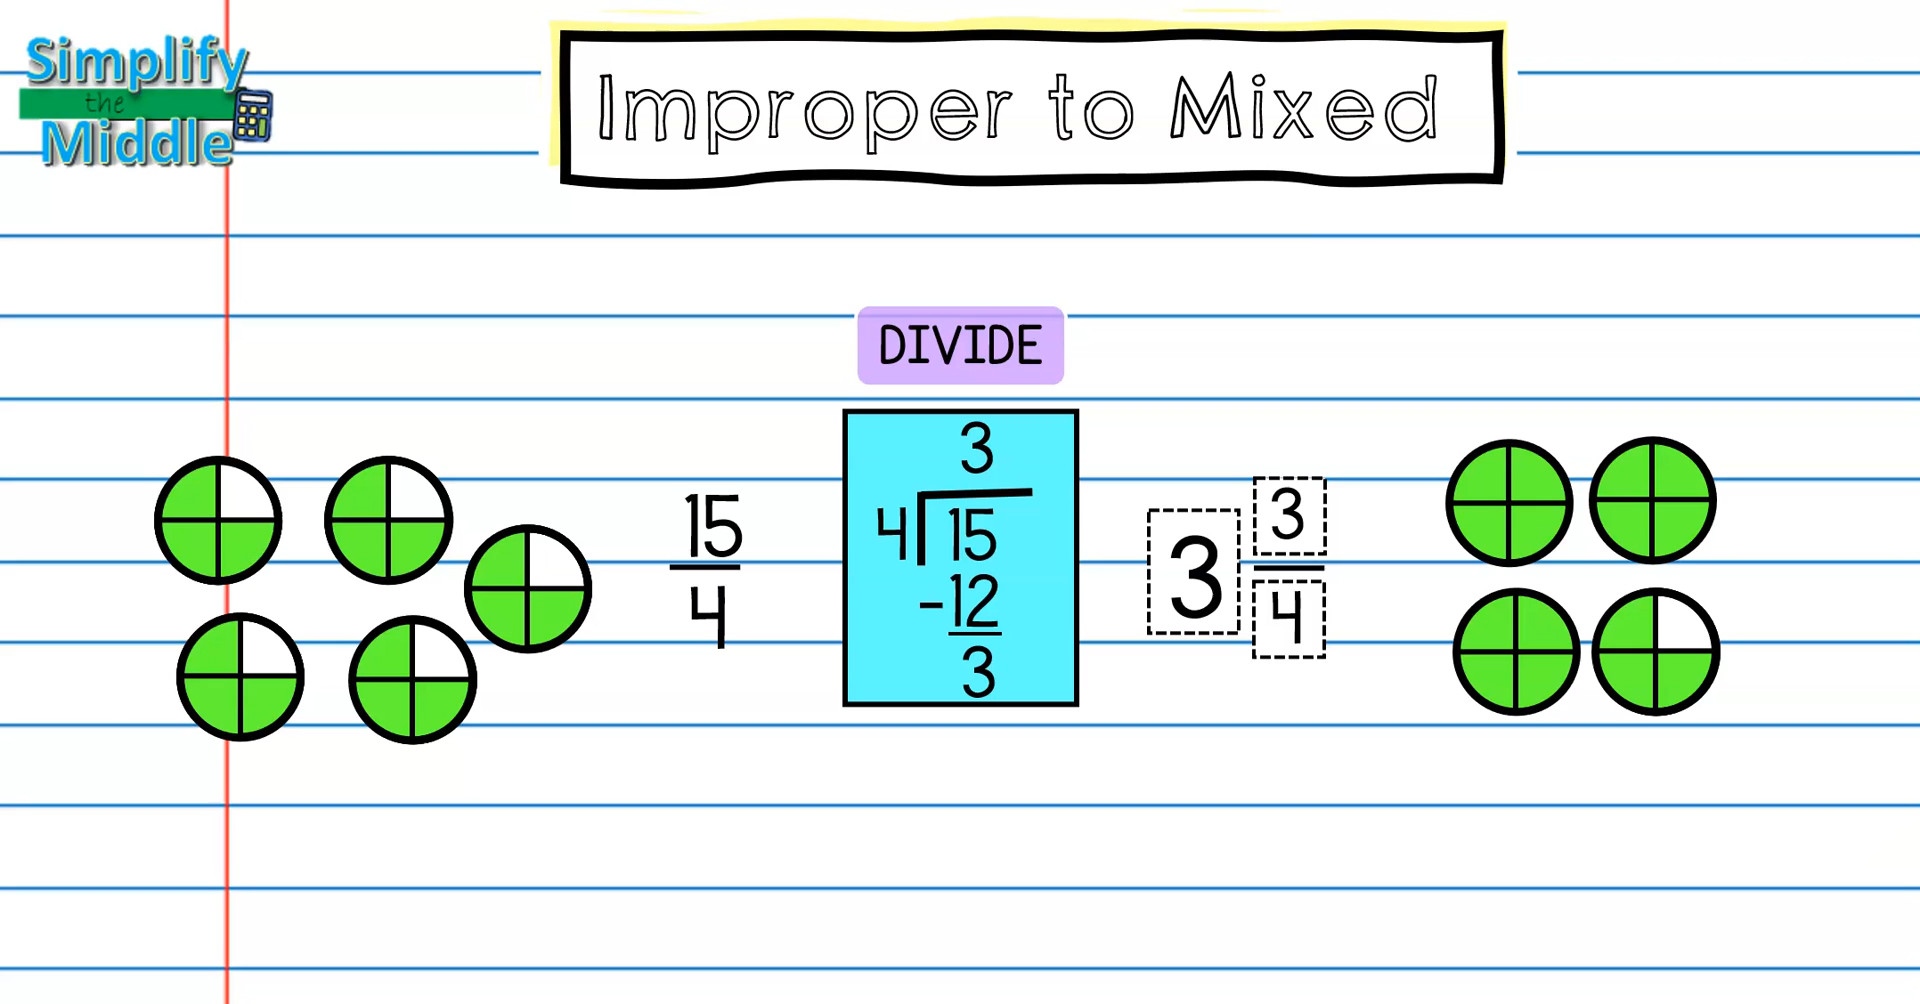 Simplify
the
Middle
Improper to Mixed
DIVIDE
15
4
3
4 15
-12
3
3
3
4